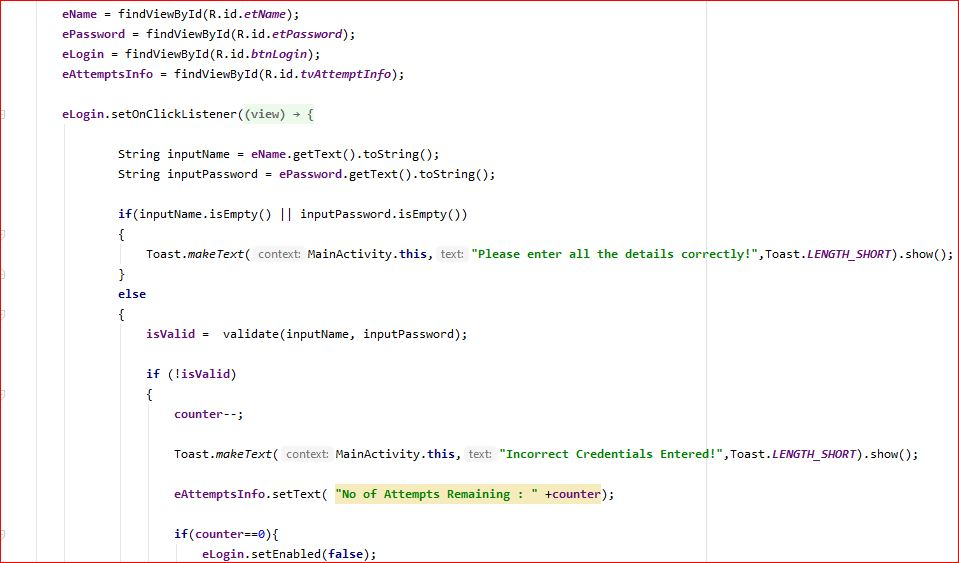 eName = findViewById(R.id.etName);
ePassword = findViewById(R.id.etPassword);
eLogin = findViewById(R.id.btnLogin);
eAttemptsInfo = findViewById(R.id.tvAttemptInfo);
eLogin.setOnClickListener((view) → {
String inputName = eName.getText().toString();
String inputPassword = ePassword.getText().toString();
if(inputName.isEmpty() || inputPassword.isEmpty())
{
Toast.makeText( context: MainActivity.this, text: "Please enter all the details correctly!",Toast.LENGTH_SHORT).show();
}
else
{
isValid =  validate(inputName, inputPassword);
if (!isValid)
{
counter--;
Toast.makeText( context: MainActivity.this, text: "Incorrect Credentials Entered!",Toast.LENGTH_SHORT).show();
eAttemptsInfo.setText( "No of Attempts Remaining : " +counter);
if(counter==0){
eLogin.setEnabled(false);